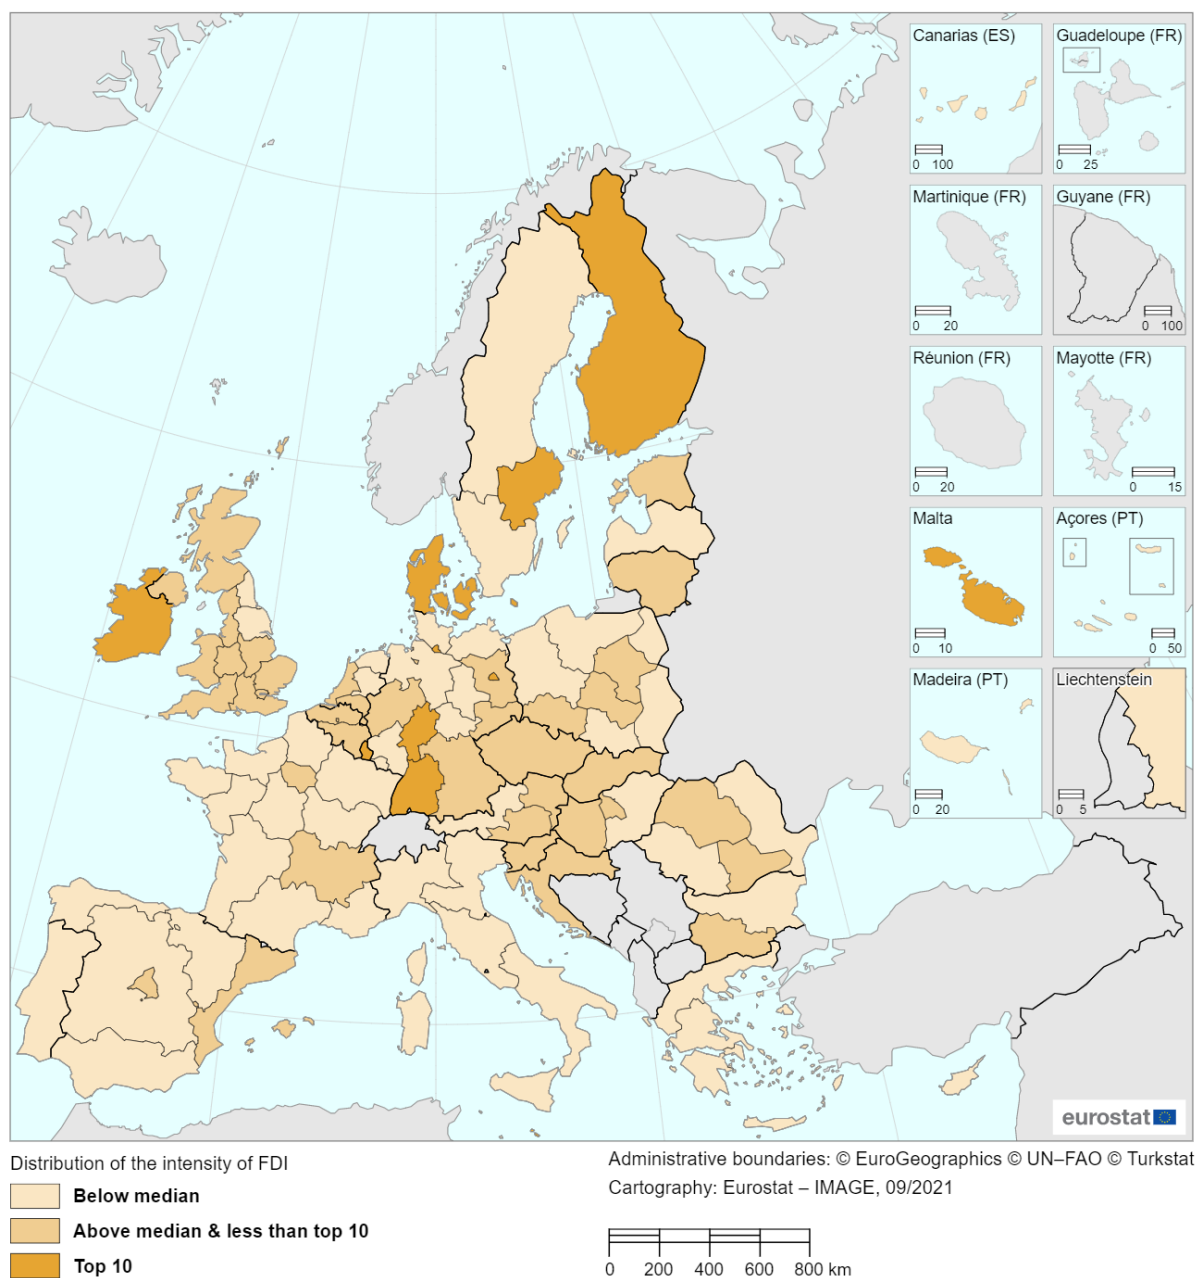 Canarias (ES)
0 100
Guadeloupe (FR)
0 25
Martinique (FR)
0 20
Guyane (FR)
0 100
Réunion (FR)
0 20
Mayotte (FR)
0 15
Malta
0 10
Açores (PT)
0 50
Madeira (PT)
0 20
Liechtenstein
0 5
eurostat
Distribution of the intensity of FDI
Below median
Above median & less than top 10
Top 10
Administrative boundaries: © EuroGeographics © UN–FAO © Turkstat
Cartography: Eurostat – IMAGE, 09/2021
0 200 400 600 800 km